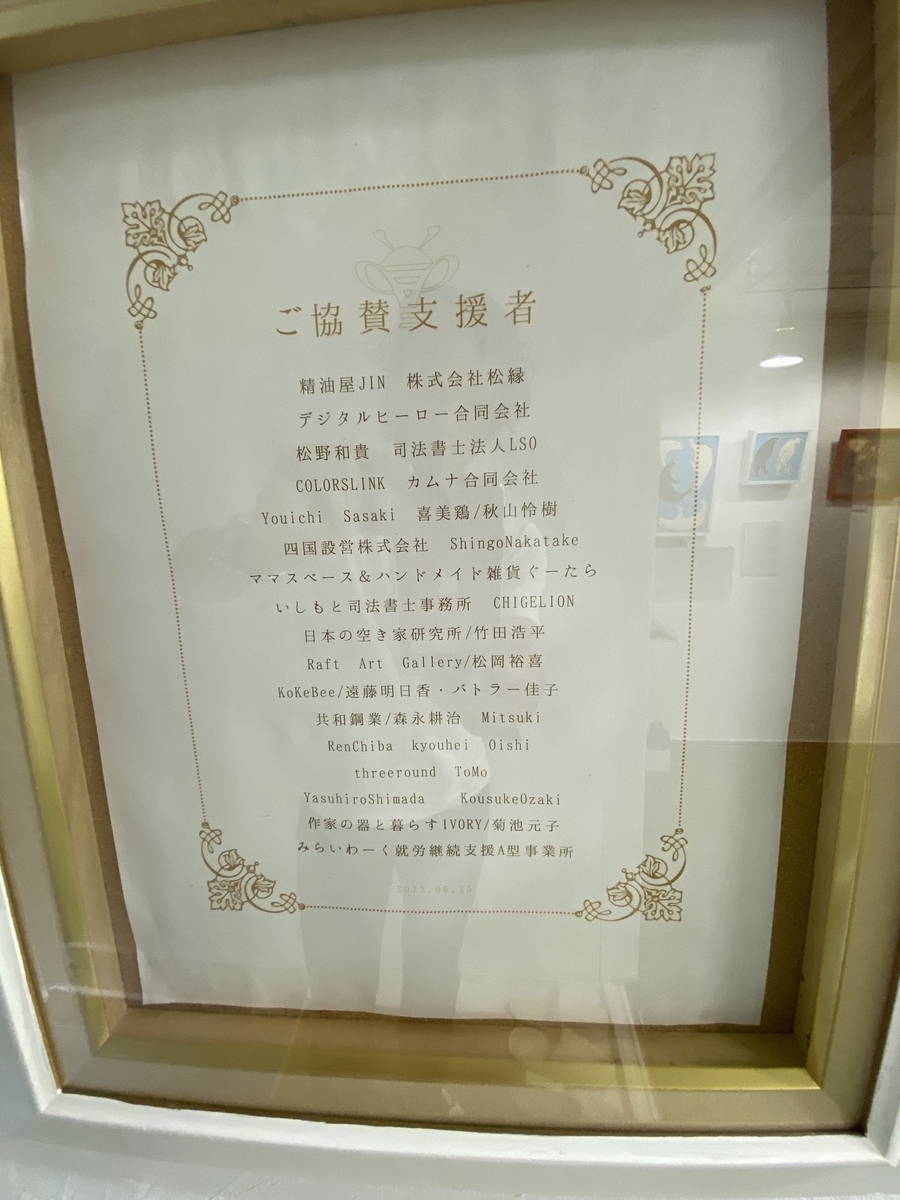 ご協賛支援者
精油屋JIN　株式会社松縁
デジタルヒーロー合同会社
松野和貴　司法書士法人LSO
COLORSLINK　カムナ合同会社
Youichi　Sasaki　喜美鶏/秋山怜樹
四国設営株式会社　ShingoNakatake
ママスペース＆ハンドメイド雑貨ぐーたら
いしもと司法書士事務所　CHIGELION
日本の空き家研究所/竹田浩平
Raft　Art　Gallery/松岡裕喜
KoKeBee/遠藤明日香・バトラー佳子
共和鋼業/森永耕治　Mitsuki
RenChiba　kyouhei　Oishi
threeround　ToMo
YasuhiroShimada　KousukeOzaki
作家の器と暮らすIVORY/菊池元子
みらいわーく就労継続支援A型事業所
2023.06.25